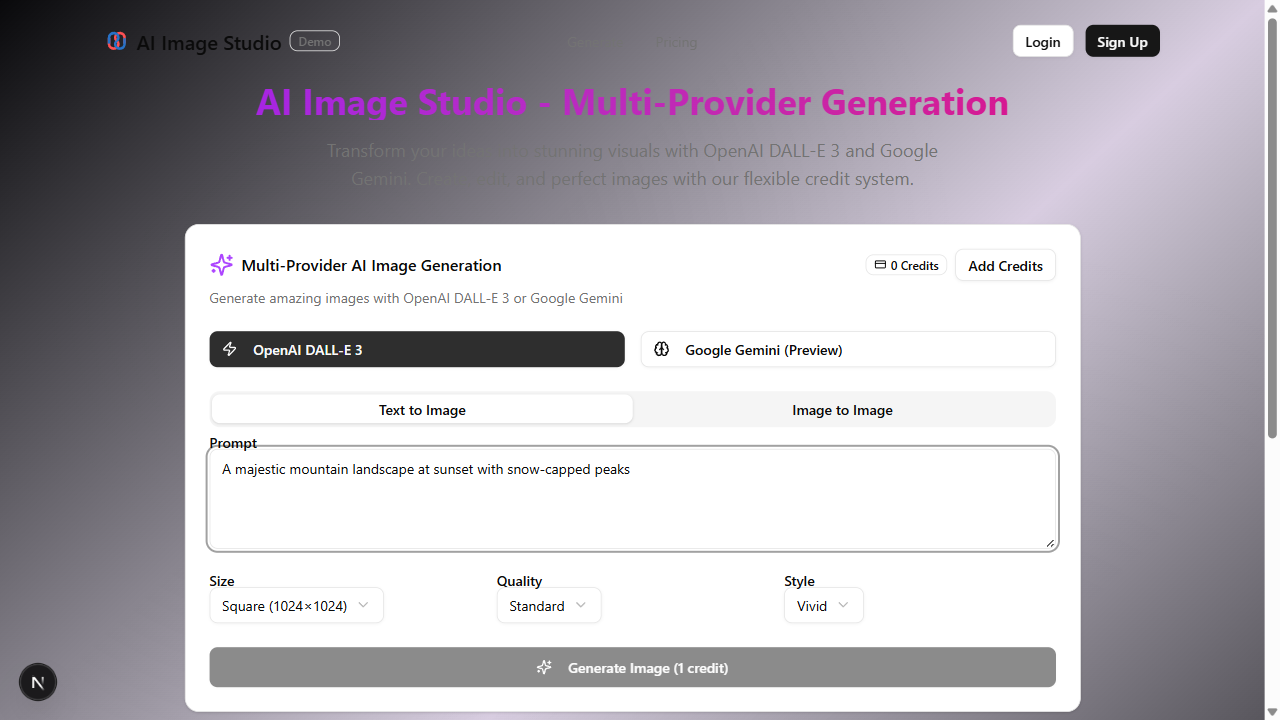 AI Image Studio Demo
Pricing
Login
Sign Up
AI Image Studio - Multi-Provider Generation
Transform your ideas into stunning visuals with OpenAI DALL-E 3 and Google
Gemini. Create, edit, and perfect images with our flexible credit system.
Multi-Provider AI Image Generation
0 Credits
Add Credits
Generate amazing images with OpenAI DALL-E 3 or Google Gemini
OpenAI DALL-E 3
Google Gemini (Preview)
Text to Image
Image to Image
Prompt
A majestic mountain landscape at sunset with snow-capped peaks
Size
Quality
Style
Square (1024×1024)
Standard
Vivid
Generate Image (1 credit)
N